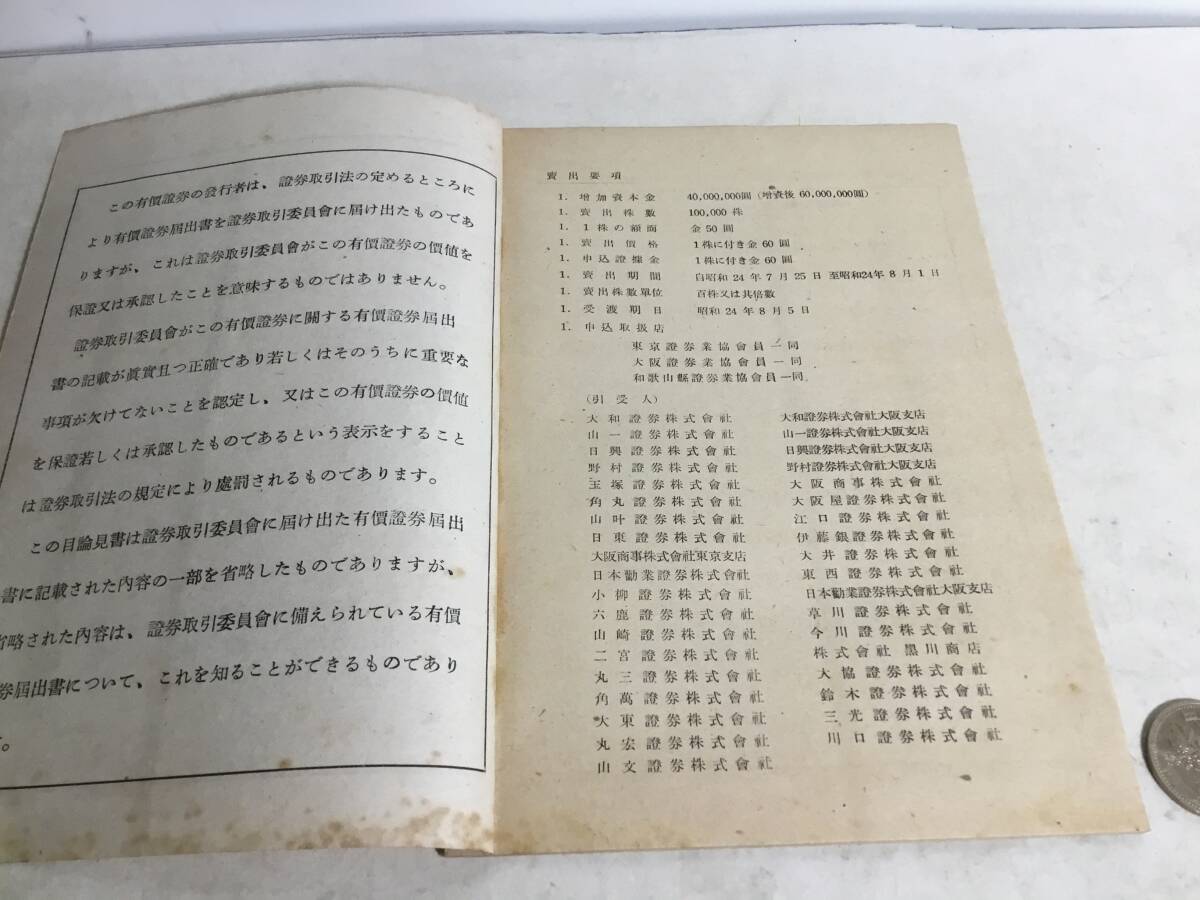 この有價證券の發行者は、證券取引法の定めるところに
より有價證券屆出書を證券取引委員會に屆け出たものであ
りますが、これは證券取引委員會がこの有價證券の價値を
保證又は承認したことを意味するものではありません。
證券取引委員會がこの有價證券に關する有價證券屆出
書の記載が眞實且つ正確であり若しくはそのうちに重要な
事項が欠けてないことを認定し、又はこの有價證券の價値
を保證若しくは承認したものであるという表示をすること
は證券取引法の規定により處罰されるものであります。
この目論見書は證券取引委員會に屆け出た有價證券屆出
書に記載された內容の一部を省略したものでありますが、
省略された內容は、證券取引委員會に備えられている有價
券屆出書について、これを知ることができるものであり
。
賣出要項
1. 增加資本金 40,000,000圓 (增資後 60,000,000圓)
1. 賣出株數 100,000 株
1. 1株の額面 金 50 圓
1. 賣出價格 1株に付き金 60 圓
1. 申込證據金 1株に付き金 60 圓
1. 賣出期間 自昭和 24 年 7 月 25 日 至昭和24年 8 月 1 日
1. 賣出株數單位 百株又は其倍數
1. 受渡期日 昭和 24 年 8 月 5 日
1. 申込取扱店
東京證券業協會員一同
大阪證券業協會員一同
和歌山縣證券業協會員一同
(引受人)
大和證券株式會社 大和證券株式會社大阪支店
山一證券株式會社 山一證券株式會社大阪支店
日興證券株式會社 日興證券株式會社大阪支店
野村證券株式會社 野村證券株式會社大阪支店
玉塚證券株式會社 大阪商事株式會社
角丸證券株式會社 大阪屋證券株式會社
山叶證券株式會社 江口證券株式會社
日東證券株式會社 伊藤銀證券株式會社
大阪商事株式會社東京支店 大井證券株式會社
日本勸業證券株式會社 東西證券株式會社
小柳證券株式會社 日本勸業證券株式會社大阪支店
六鹿證券株式會社 草川證券株式會社
山崎證券株式會社 今川證券株式會社
二宮證券株式會社 株式會社 黑川商店
丸三證券株式會社 大協證券株式會社
角萬證券株式會社 鈴木證券株式會社
大東證券株式會社 三光證券株式會社
丸宏證券株式會社 川口證券株式會社
山文證券株式會社